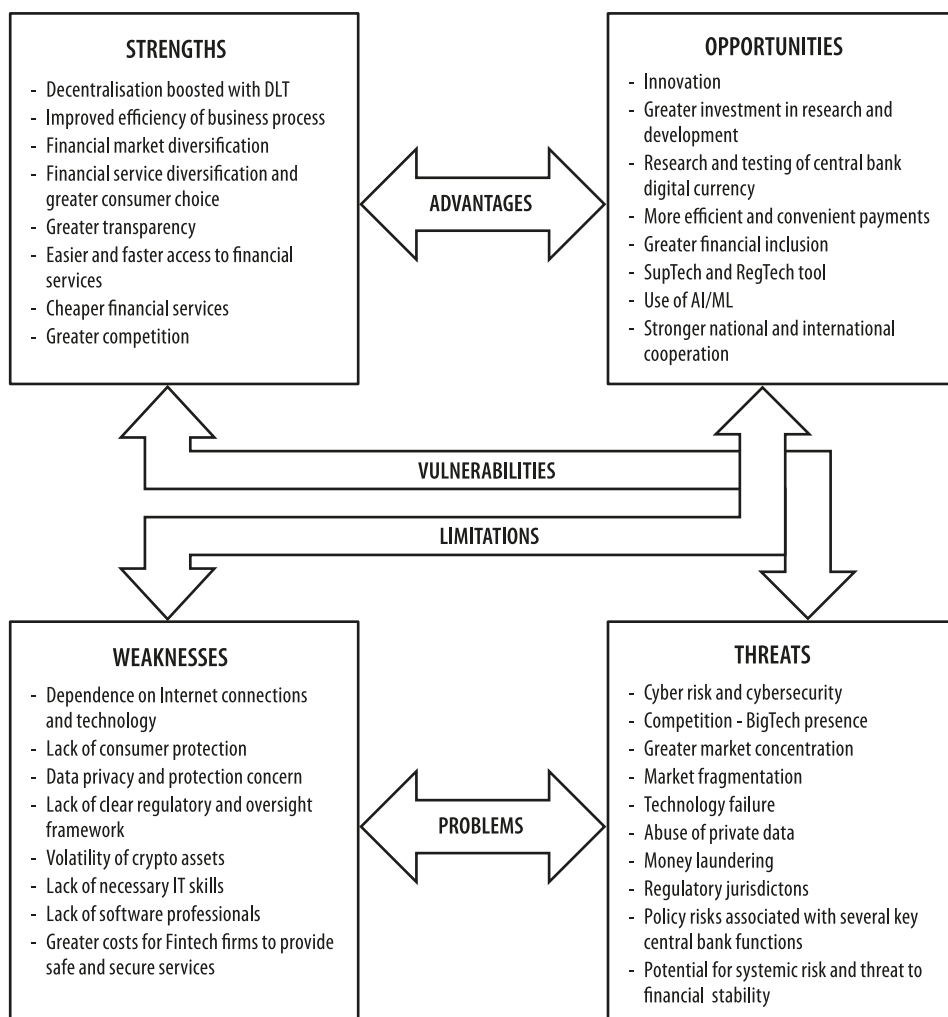 STRENGTHS
- Decentralisation boosted with DLT
- Improved efficiency of business process
- Financial market diversification
- Financial service diversification and
greater consumer choice
- Greater transparency
- Easier and faster access to financial
services
- Cheaper financial services
- Greater competition
ADVANTAGES
OPPORTUNITIES
- Innovation
- Greater investment in research and
development
- Research and testing of central bank
digital currency
- More efficient and convenient payments
- Greater financial inclusion
- SupTech and RegTech tool
- Use of AI/ML
- Stronger national and international
cooperation
VULNERABILITIES
LIMITATIONS
WEAKNESSES
- Dependence on Internet connections
and technology
- Lack of consumer protection
- Data privacy and protection concern
- Lack of clear regulatory and oversight
framework
- Volatility of crypto assets
- Lack of necessary IT skills
- Lack of software professionals
- Greater costs for Fintech firms to provide
safe and secure services
PROBLEMS
THREATS
- Cyber risk and cybersecurity
- Competition - BigTech presence
- Greater market concentration
- Market fragmentation
- Technology failure
- Abuse of private data
- Money laundering
- Regulatory jurisdictons
- Policy risks associated with several key
central bank functions
- Potential for systemic risk and threat to
financial stability